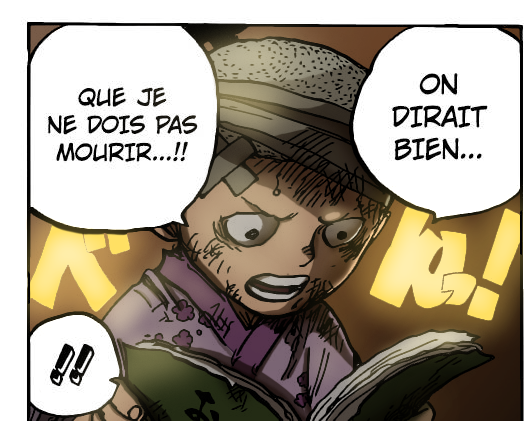 ON
DIRAIT
BIEN...
QUE JE
NE DOIS PAS
MOURIR...!!
!!